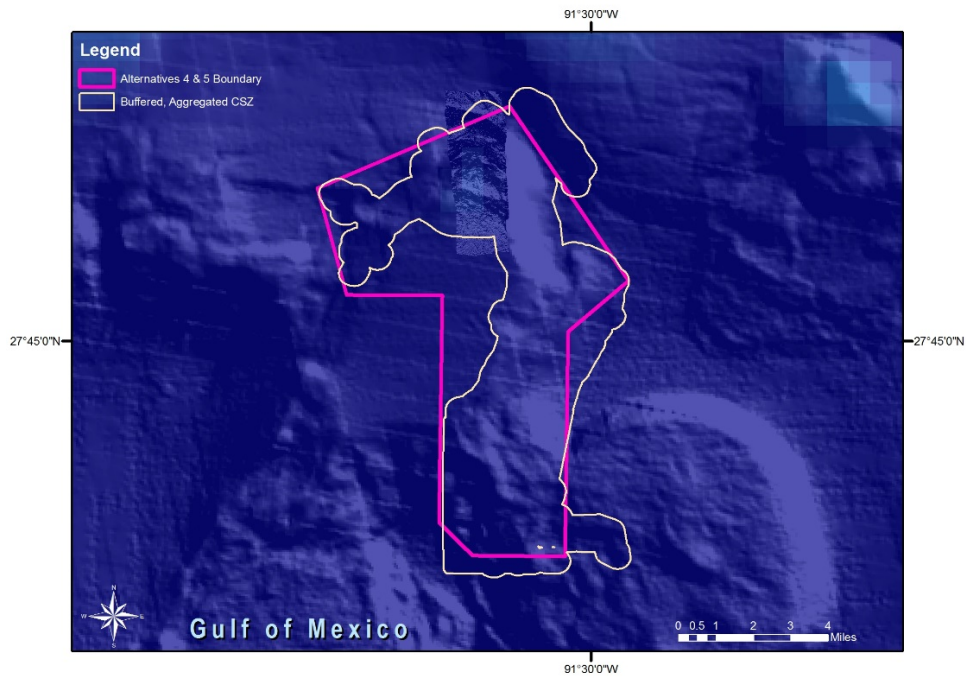 91°30'0"W
Legend
Alternatives 4 & 5 Boundary
Buffered, Aggregated CSZ
27°45'0"N
27°45'0"N
N
W E
S
Gulf of Mexico
0 0.5 1 2 3 4
Miles
91°30'0"W